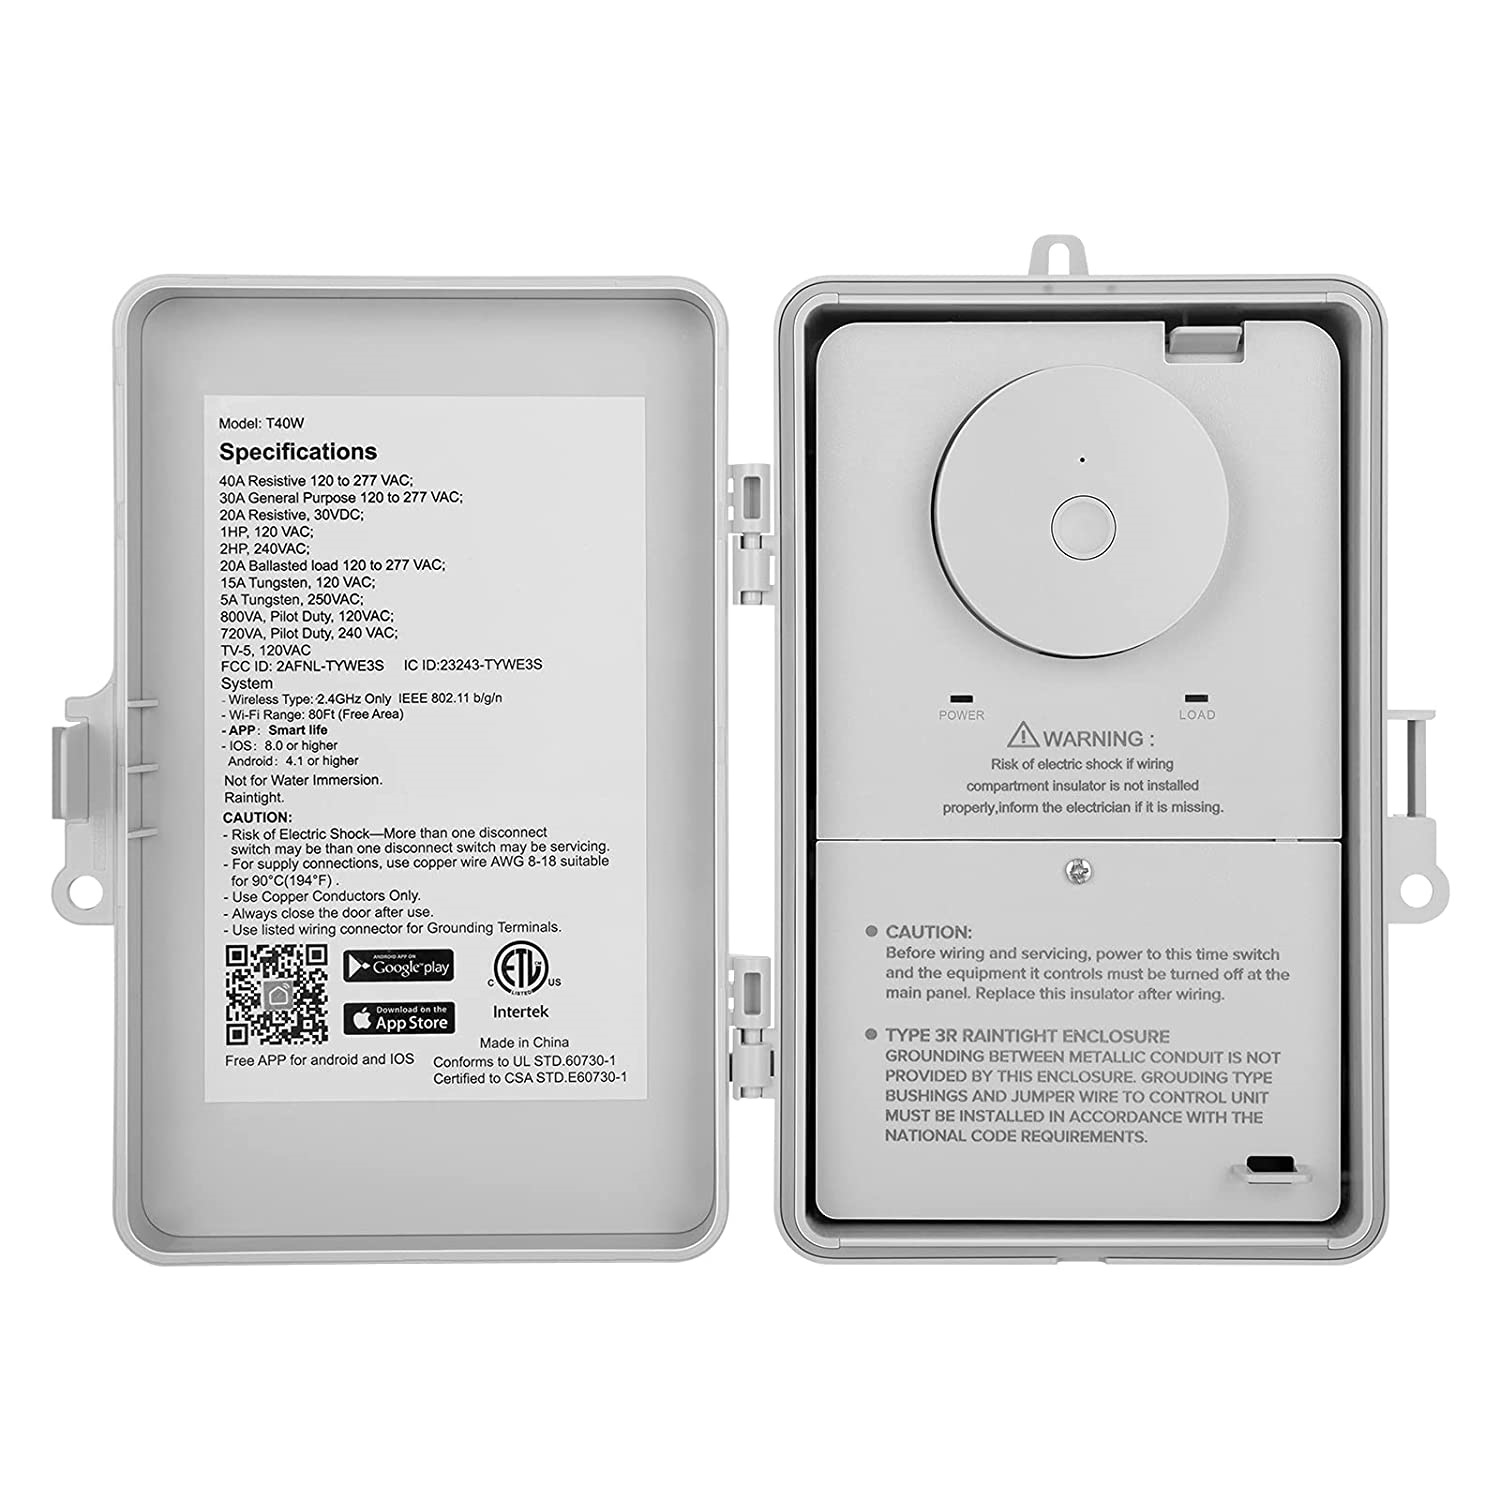 Model: T40W
Specifications
40A Resistive 120 to 277 VAC;
30A General Purpose 120 to 277 VAC;
20A Resistive, 30VDC;
1HP, 120 VAC;
2HP, 240VAC;
20A Ballasted load 120 to 277 VAC;
15A Tungsten, 120 VAC;
5A Tungsten, 250VAC;
800VA, Pilot Duty, 120VAC;
720VA, Pilot Duty, 240 VAC;
TV-5, 120VAC
FCC ID: 2AFNL-TYWE3S IC ID:23243-TYWE3S
System
- Wireless Type: 2.4GHz Only IEEE 802.11 b/g/n
- Wi-Fi Range: 80Ft (Free Area)
- APP: Smart life
- IOS: 8.0 or higher
Android: 4.1 or higher
Not for Water Immersion.
Raintight.
CAUTION:
- Risk of Electric Shock—More than one disconnect
switch may be than one disconnect switch may be servicing.
- For supply connections, use copper wire AWG 8-18 suitable
for 90°C(194°F) .
- Use Copper Conductors Only.
- Always close the door after use.
- Use listed wiring connector for Grounding Terminals.
ANDROID APP ON
Google play
Download on the
App Store
Free APP for android and IOS
ETL
C LISTED US
Intertek
Made in China
Conforms to UL STD.60730-1
Certified to CSA STD.E60730-1
POWER LOAD
WARNING :
Risk of electric shock if wiring
compartment insulator is not installed
properly,inform the electrician if it is missing.
● CAUTION:
Before wiring and servicing, power to this time switch
and the equipment it controls must be turned off at the
main panel. Replace this insulator after wiring.
● TYPE 3R RAINTIGHT ENCLOSURE
GROUNDING BETWEEN METALLIC CONDUIT IS NOT
PROVIDED BY THIS ENCLOSURE. GROUDING TYPE
BUSHINGS AND JUMPER WIRE TO CONTROL UNIT
MUST BE INSTALLED IN ACCORDANCE WITH THE
NATIONAL CODE REQUIREMENTS.